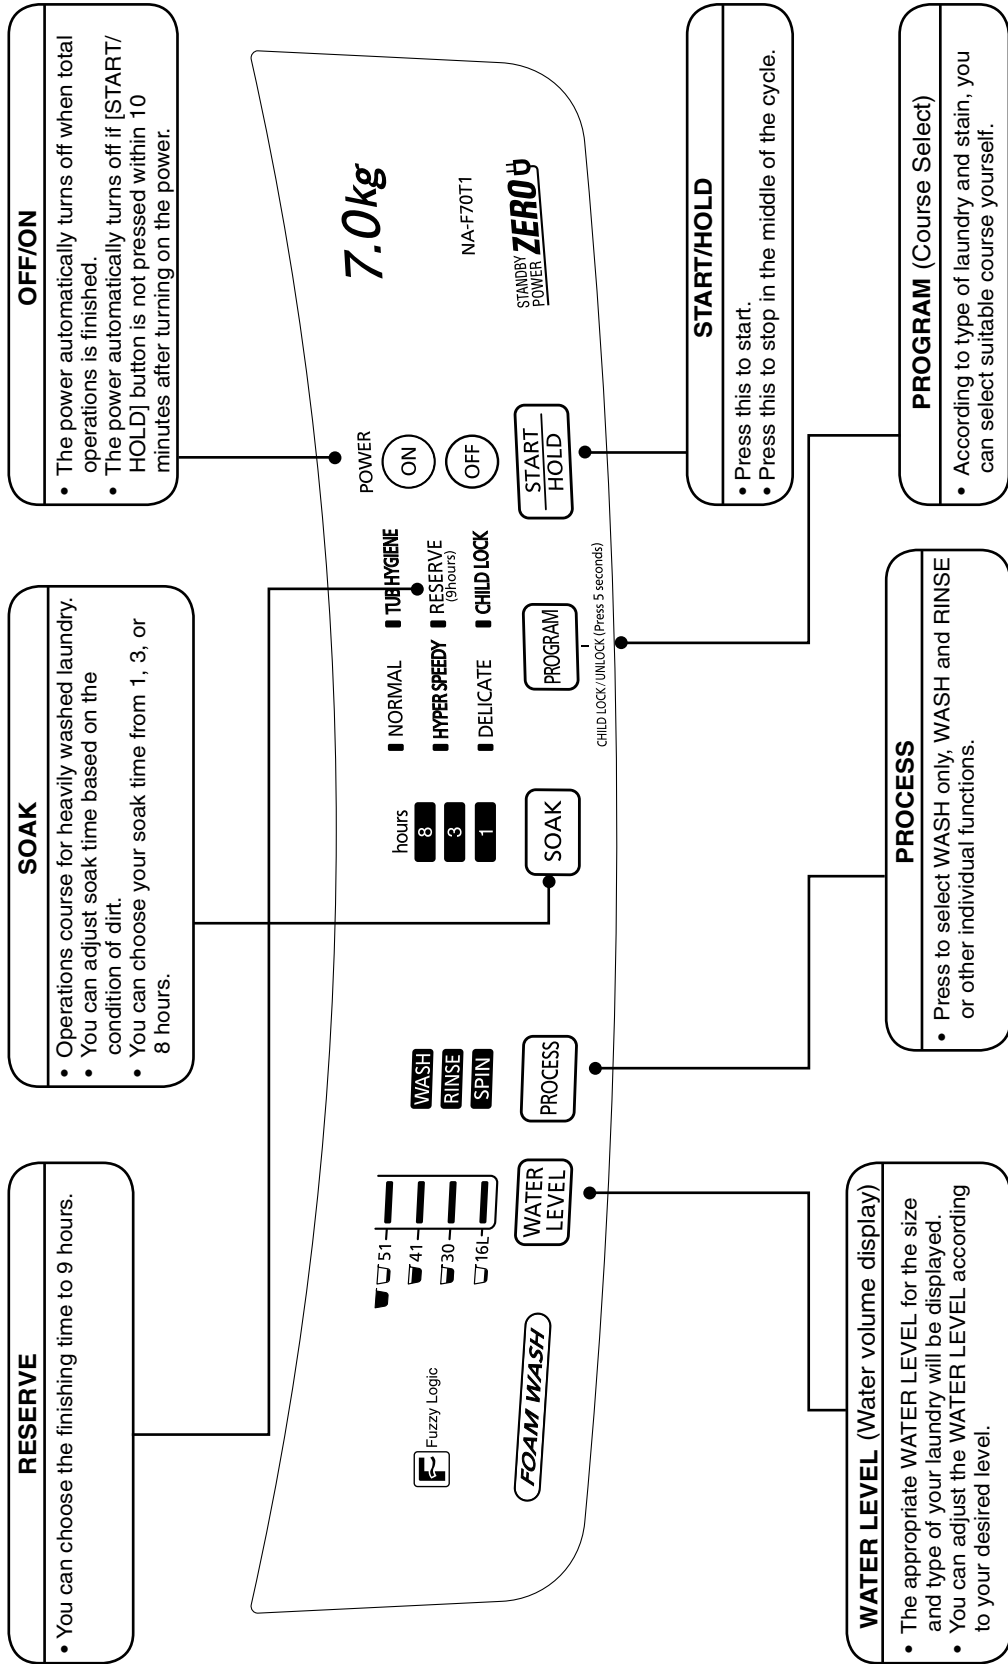 RESERVE
• You can choose the finishing time to 9 hours.
SOAK
• Operations course for heavily washed laundry.
• You can adjust soak time based on the
condition of dirt.
• You can choose your soak time from 1, 3, or
8 hours.
OFF/ON
• The power automatically turns off when total
operations is finished.
• The power automatically turns off if [START/
HOLD] button is not pressed within 10
minutes after turning on the power.
Fuzzy Logic
FOAM WASH
51
41
30
16L
WATER
LEVEL
WASH
RINSE
SPIN
PROCESS
hours
8
3
1
SOAK
NORMAL
HYPER SPEEDY
DELICATE
TUB HYGIENE
RESERVE
(9hours)
CHILD LOCK
PROGRAM
CHILD LOCK / UNLOCK (Press 5 seconds)
POWER
ON
OFF
START
HOLD
7.0kg
NA-F70T1
STANDBY
POWER ZERO
WATER LEVEL (Water volume display)
• The appropriate WATER LEVEL for the size
and type of your laundry will be displayed.
• You can adjust the WATER LEVEL according
to your desired level.
PROCESS
• Press to select WASH only, WASH and RINSE
or other individual functions.
START/HOLD
• Press this to start.
• Press this to stop in the middle of the cycle.
PROGRAM (Course Select)
• According to type of laundry and stain, you
can select suitable course yourself.